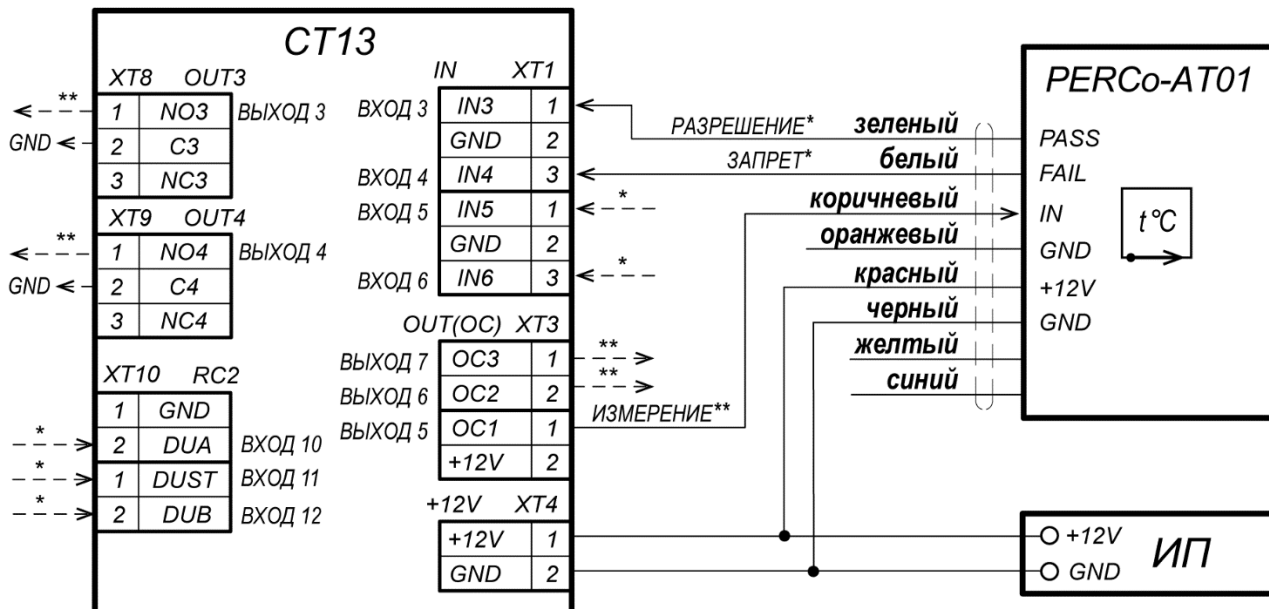 CT13
XT8 OUT3
** 1 NO3 ВЫХОД 3
GND 2 C3
3 NC3
XT9 OUT4
** 1 NO4 ВЫХОД 4
GND 2 C4
3 NC4
XT10 RC2
1 GND
* 2 DUA ВХОД 10
* 1 DUST ВХОД 11
* 2 DUB ВХОД 12
IN XT1
ВХОД 3 IN3 1
GND 2
ВХОД 4 IN4 3
ВХОД 5 IN5 1 *
GND 2
ВХОД 6 IN6 3 *
OUT(OC) XT3
ВЫХОД 7 OC3 1 **
ВЫХОД 6 OC2 2 **
ВЫХОД 5 OC1 1
+12V 2
+12V XT4
+12V 1
GND 2
РАЗРЕШЕНИЕ* зеленый
ЗАПРЕТ* белый
коричневый
оранжевый
красный
черный
желтый
синий
ИЗМЕРЕНИЕ**
PERCo-AT01
PASS
FAIL
IN
GND
+12V
GND
t°C
+12V
GND
ИП